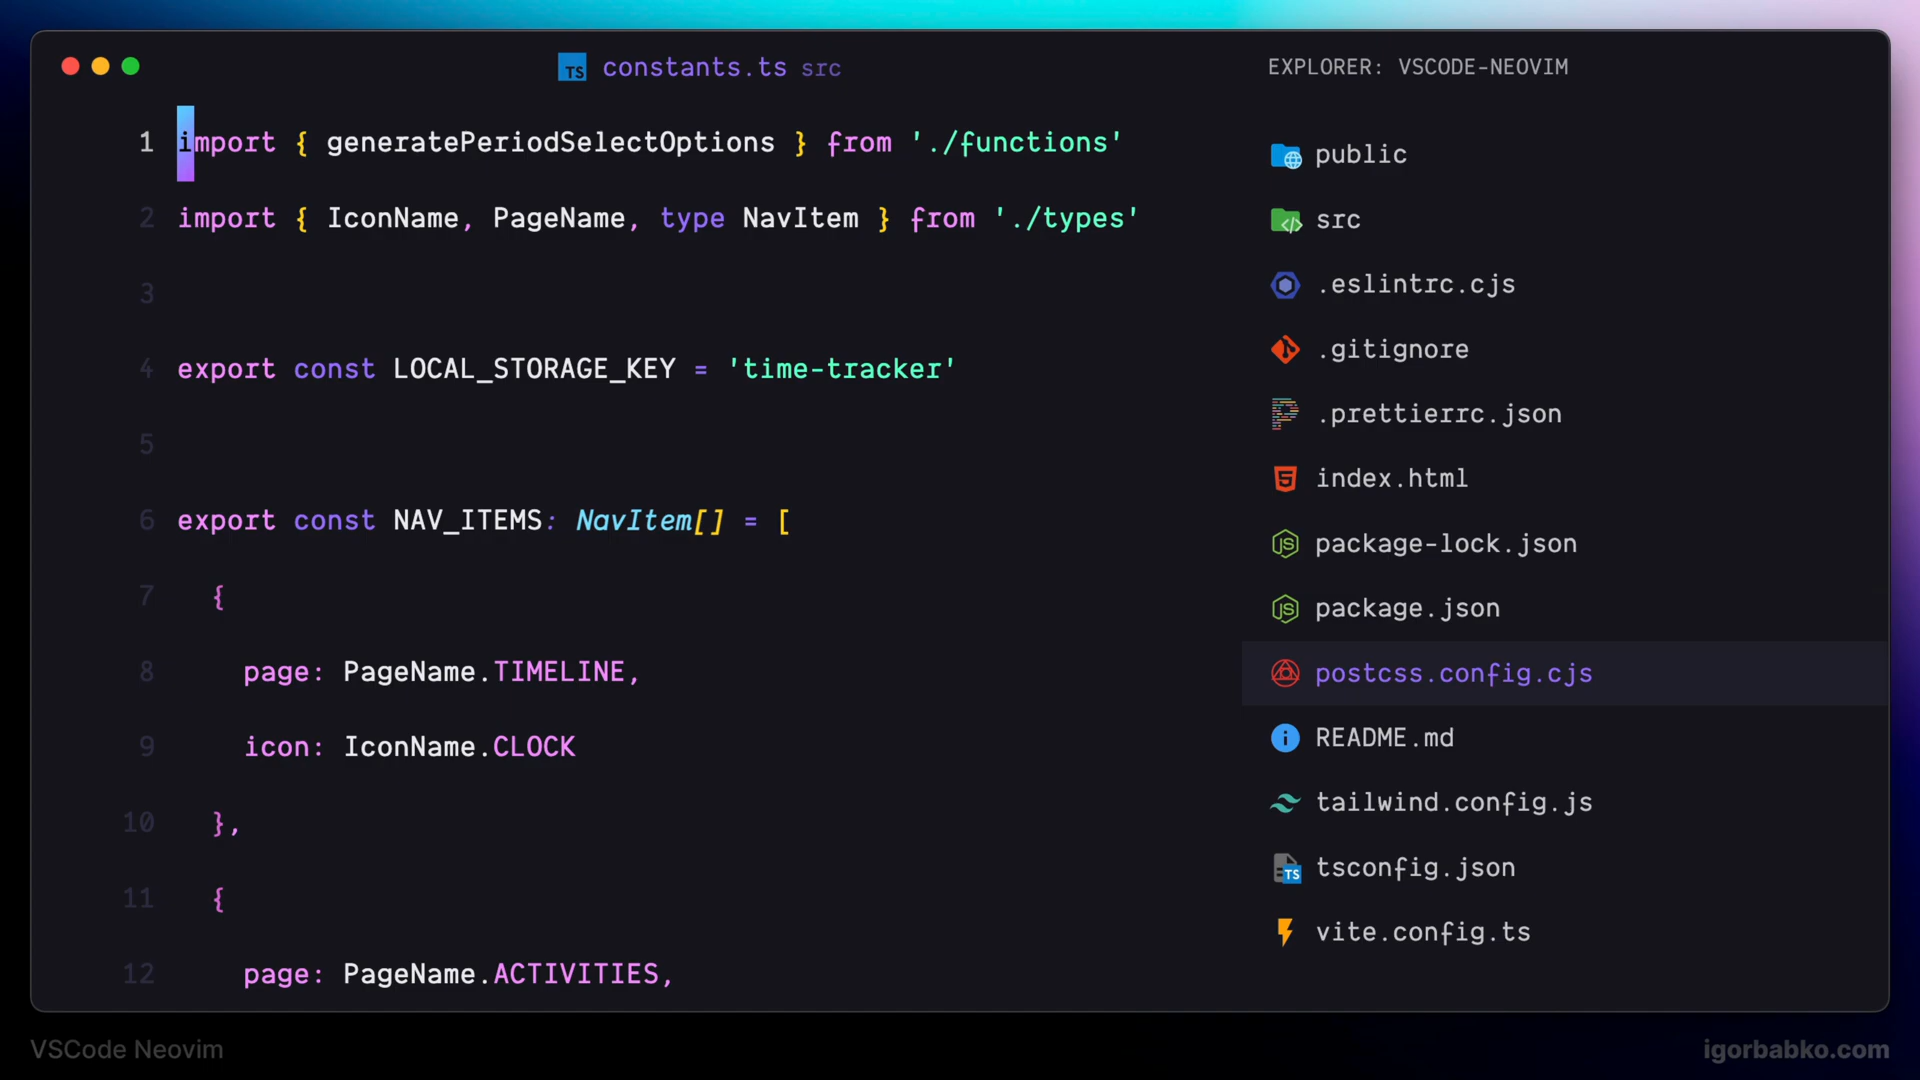 TS constants.ts src
1 import { generatePeriodSelectOptions } from './functions'
2 import { IconName, PageName, type NavItem } from './types'
3
4 export const LOCAL_STORAGE_KEY = 'time-tracker'
5
6 export const NAV_ITEMS: NavItem[] = [
7 {
8 page: PageName.TIMELINE,
9 icon: IconName.CLOCK
10 },
11 {
12 page: PageName.ACTIVITIES,
EXPLORER: VSCODE-NEOVIM
public
src
.eslintrc.cjs
.gitignore
.prettierrc.json
index.html
package-lock.json
package.json
postcss.config.cjs
README.md
tailwind.config.js
tsconfig.json
vite.config.ts
VSCode Neovim
igorbabko.com